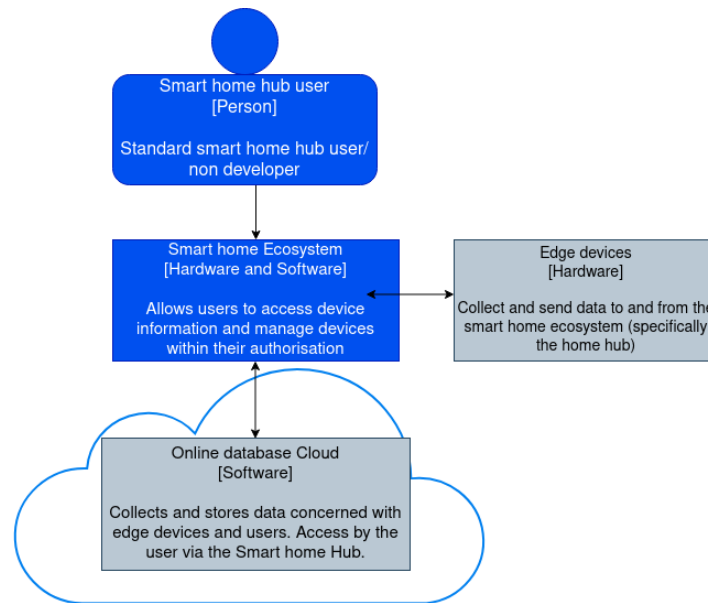 Smart home hub user
[Person]
Standard smart home hub user/
non developer
Smart home Ecosystem
[Hardware and Software]
Allows users to access device
information and manage devices
within their authorisation
Edge devices
[Hardware]
Collect and send data to and from the
smart home ecosystem (specifically
the home hub)
Online database Cloud
[Software]
Collects and stores data concerned with
edge devices and users. Access by the
user via the Smart home Hub.